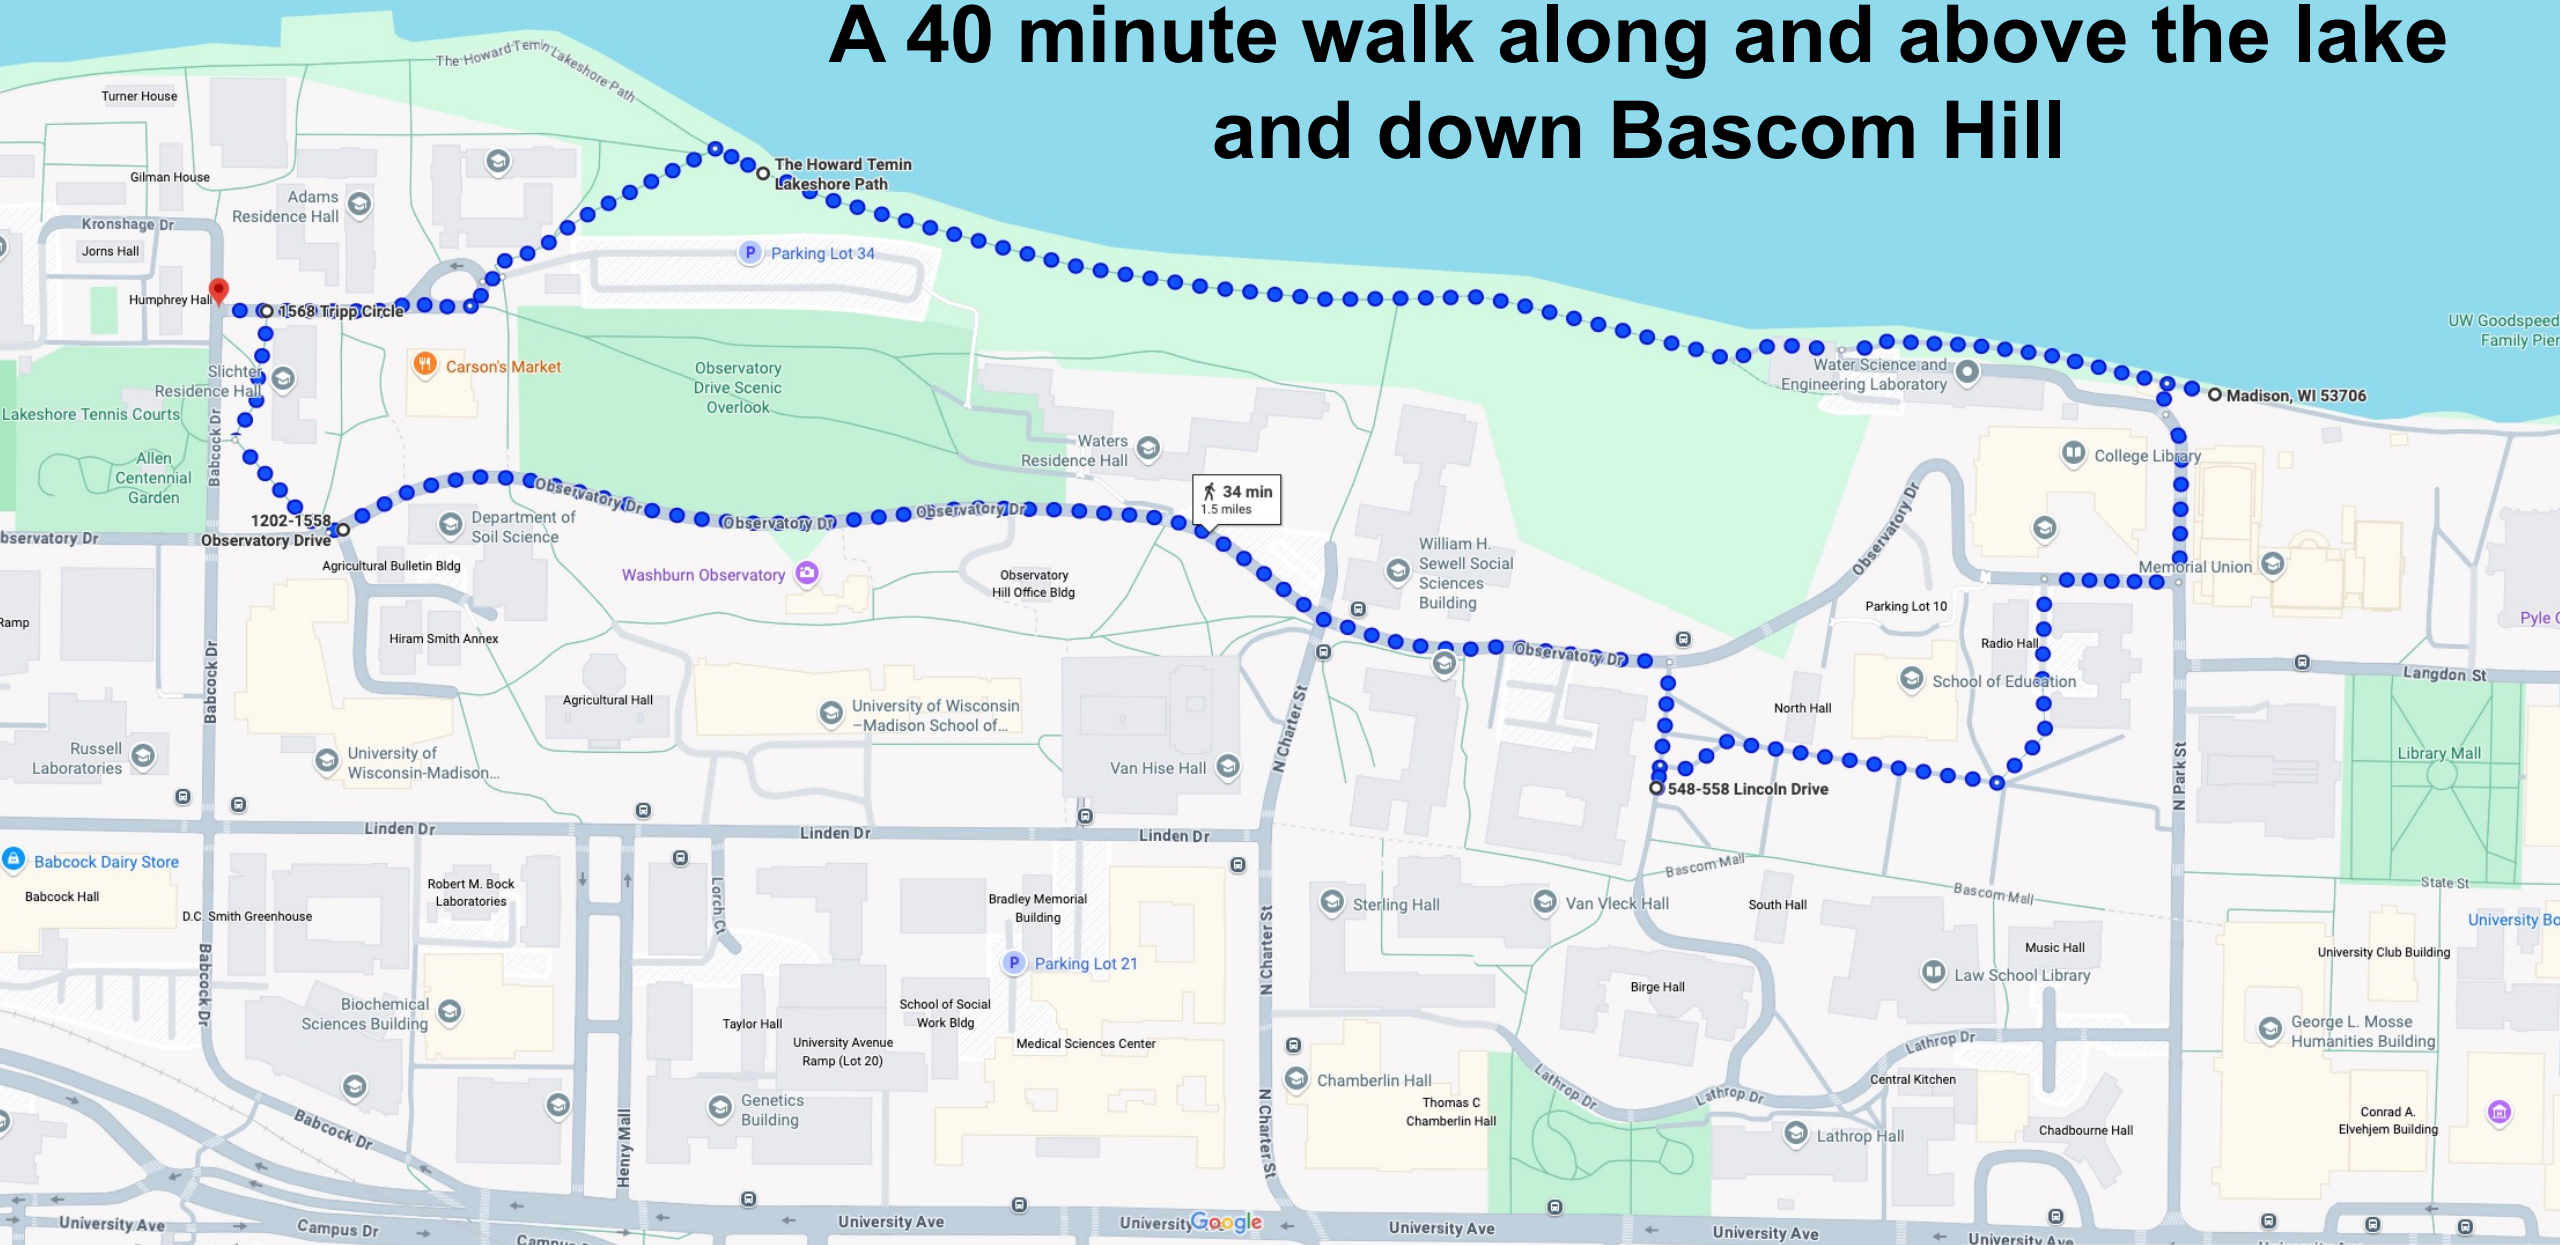 A 40 minute walk along and above the lake
and down Bascom Hill
The Howard Temin Lakeshore Path
Turner House
The Howard Temin
Lakeshore Path
Gilman House
Adams
Residence Hall
Kronshage Dr
Jorns Hall
P
Parking Lot 34
Humphrey Hall
1568 Tripp Circle
UW Goodspeed
Family Pier
Carson's Market
Slichter
Residence Hall
Observatory
Drive Scenic
Overlook
Water Science and
Engineering Laboratory
Madison, WI 53706
Lakeshore Tennis Courts
Babcock Dr
Allen
Centennial
Garden
Waters
Residence Hall
College Library
34 min
1.5 miles
Observatory Dr
Observatory Dr
Observatory Dr
Observatory Dr
1202-1558
Observatory Drive
bservatory Dr
Department of
Soil Science
Agricultural Bulletin Bldg
Washburn Observatory
Observatory
Hill Office Bldg
William H.
Sewell Social
Sciences
Building
Memorial Union
Parking Lot 10
Ramp
Hiram Smith Annex
Radio Hall
Pyle C
Observatory Dr
Langdon St
School of Education
Babcock Dr
Agricultural Hall
University of Wisconsin
–Madison School of...
North Hall
N Charter St
Russell
Laboratories
University of
Wisconsin-Madison...
Van Hise Hall
Library Mall
N Park St
548-558 Lincoln Drive
Linden Dr
Linden Dr
Linden Dr
Babcock Dairy Store
Babcock Hall
Bascom Mall
Bascom Mall
State St
Robert M. Bock
Laboratories
Lorch Ct
Bradley Memorial
Building
Sterling Hall
Van Vleck Hall
South Hall
D.C. Smith Greenhouse
University Bo
Babcock Dr
N Charter St
Music Hall
University Club Building
P
Parking Lot 21
Law School Library
Birge Hall
Biochemical
Sciences Building
School of Social
Work Bldg
Taylor Hall
University Avenue
Ramp (Lot 20)
Medical Sciences Center
George L. Mosse
Humanities Building
Lathrop Dr
Chamberlin Hall
Central Kitchen
Lathrop Dr
Lathrop Dr
Thomas C
Chamberlin Hall
Genetics
Building
Babcock Dr
Henry Mall
N Charter St
Lathrop Hall
Chadbourne Hall
Conrad A.
Elvehjem Building
University Ave
Campus Dr
Campus
University Ave
University
Google
University Ave
University Ave
University Ave